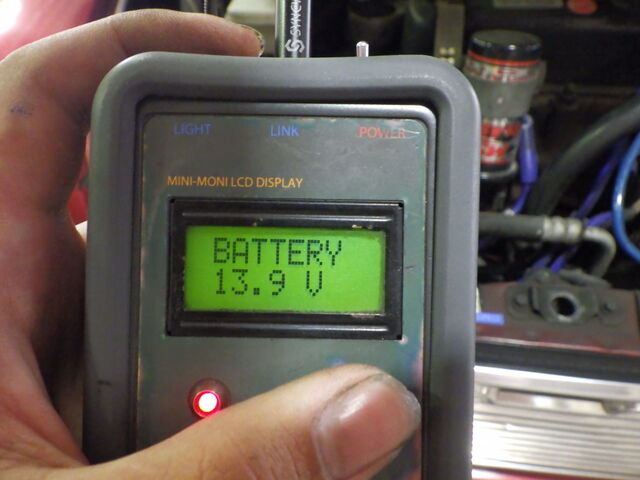 LIGHT LINK POWER
MINI-MONI LCD DISPLAY
BATTERY
13.9 V